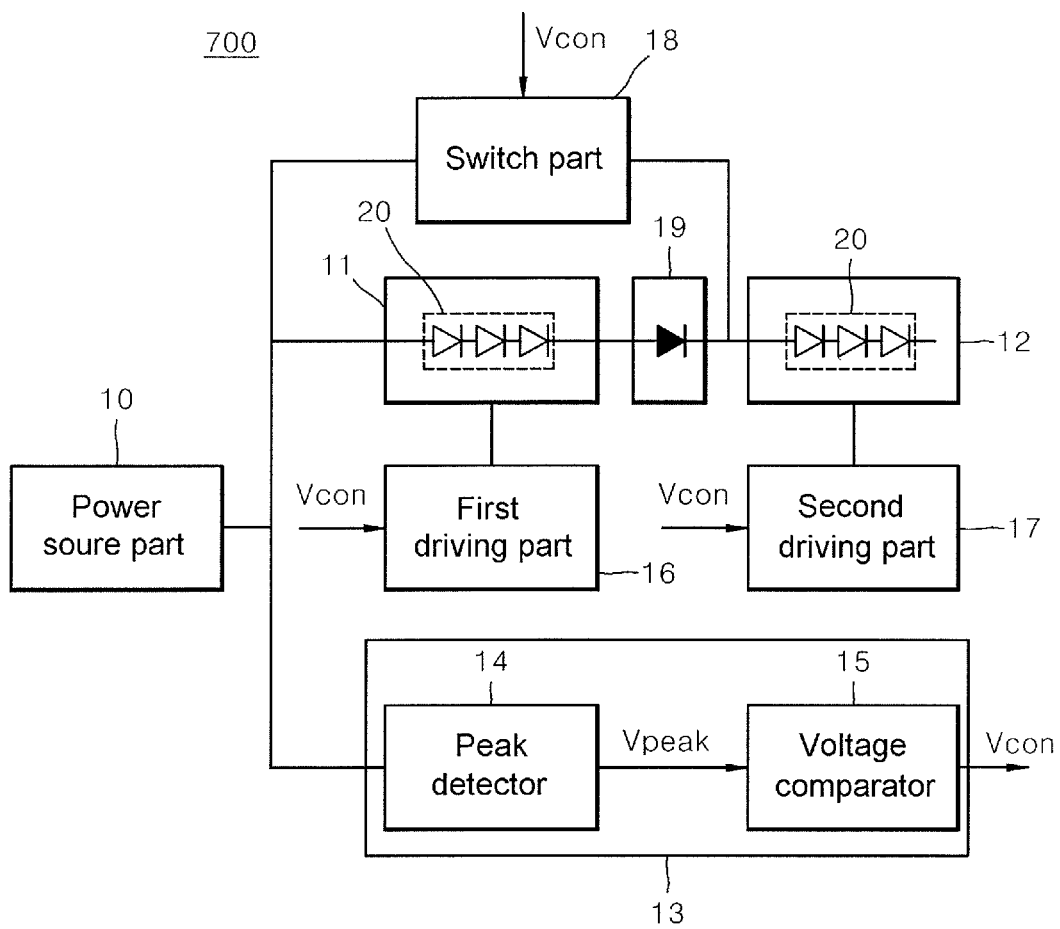 700
Vcon
18
Switch part
20
19
20
11
12
10
Power
soure part
Vcon
First
driving part
16
Vcon
Second
driving part
17
14
15
Peak
detector
Vpeak
Voltage
comparator
Vcon
13